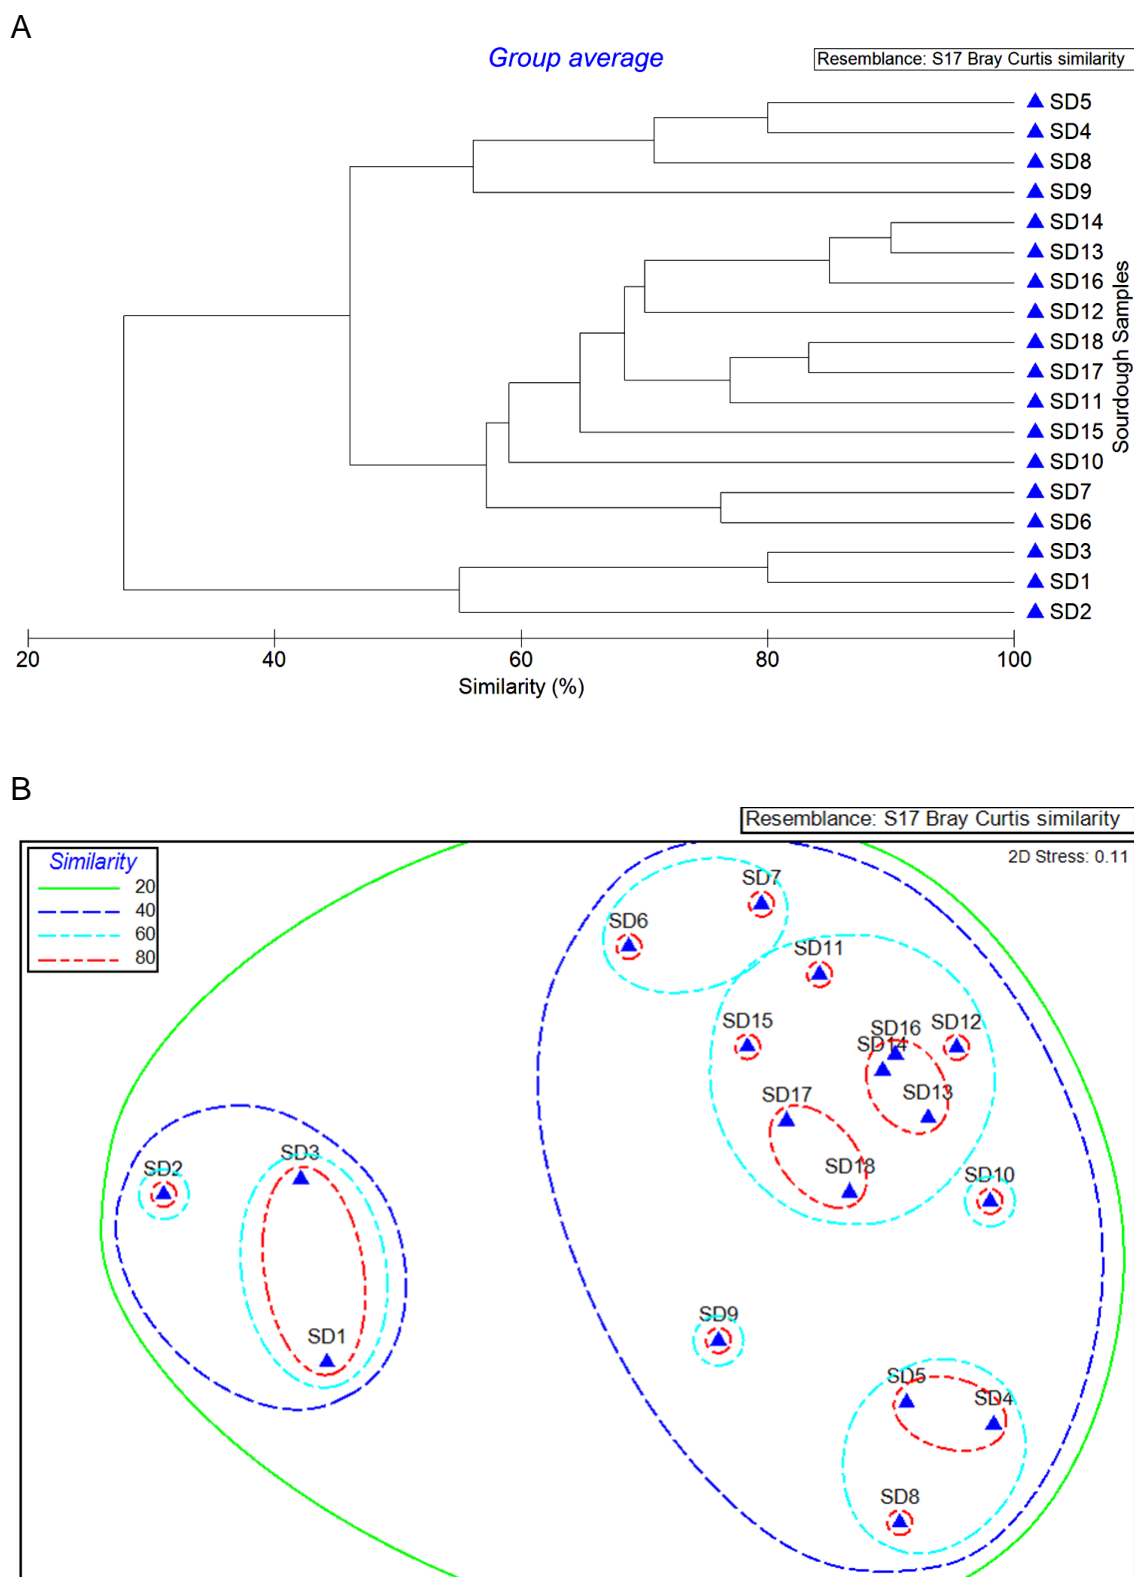 A
Group average
Resemblance: S17 Bray Curtis similarity
SD5
SD4
SD8
SD9
SD14
SD13
SD16
SD12
SD18
SD17
SD11
SD15
SD10
SD7
SD6
SD3
SD1
SD2
Sourdough Samples
20 40 60 80 100
Similarity (%)
B
Resemblance: S17 Bray Curtis similarity
2D Stress: 0.11
Similarity
20
40
60
80
SD7
SD6
SD11
SD15
SD16
SD12
SD14
SD17
SD13
SD3
SD2
SD18
SD10
SD9
SD1
SD5
SD4
SD8